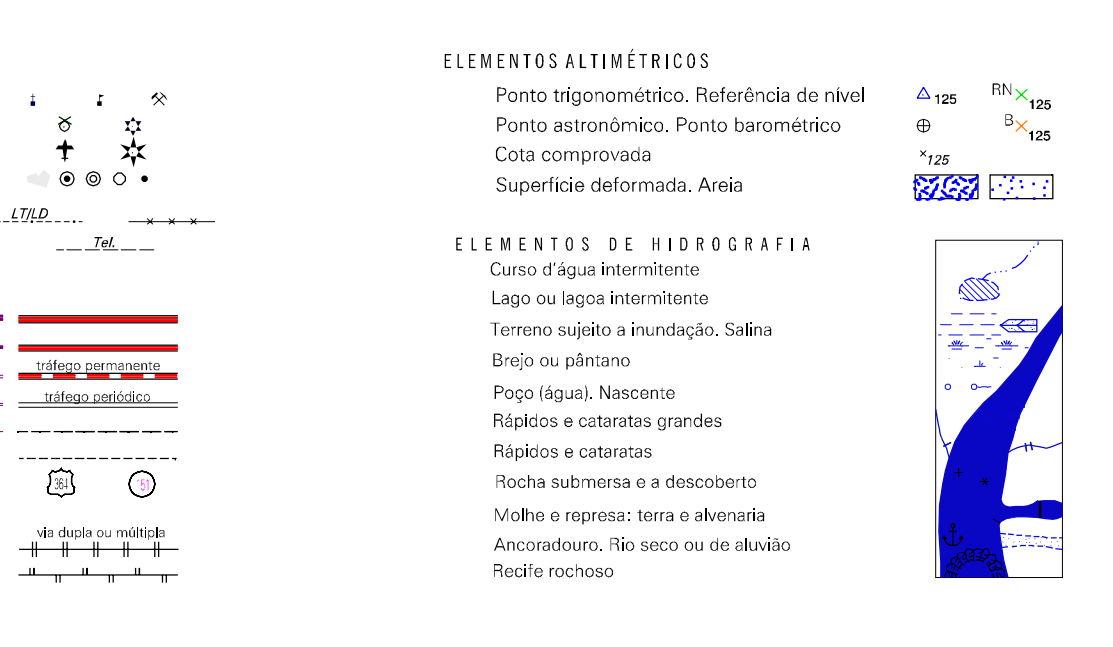 LT/LD
Tel.
tráfego permanente
tráfego periódico
364
151
via dupla ou múltipla
ELEMENTOS ALTIMÉTRICOS
Ponto trigonométrico. Referência de nível
125
RN
125
Ponto astronômico. Ponto barométrico
B
125
Cota comprovada
125
Superfície deformada. Areia
ELEMENTOS DE HIDROGRAFIA
Curso d'água intermitente
Lago ou lagoa intermitente
Terreno sujeito a inundação. Salina
Brejo ou pântano
Poço (água). Nascente
Rápidos e cataratas grandes
Rápidos e cataratas
Rocha submersa e a descoberto
Molhe e represa: terra e alvenaria
Ancoradouro. Rio seco ou de aluvião
Recife rochoso